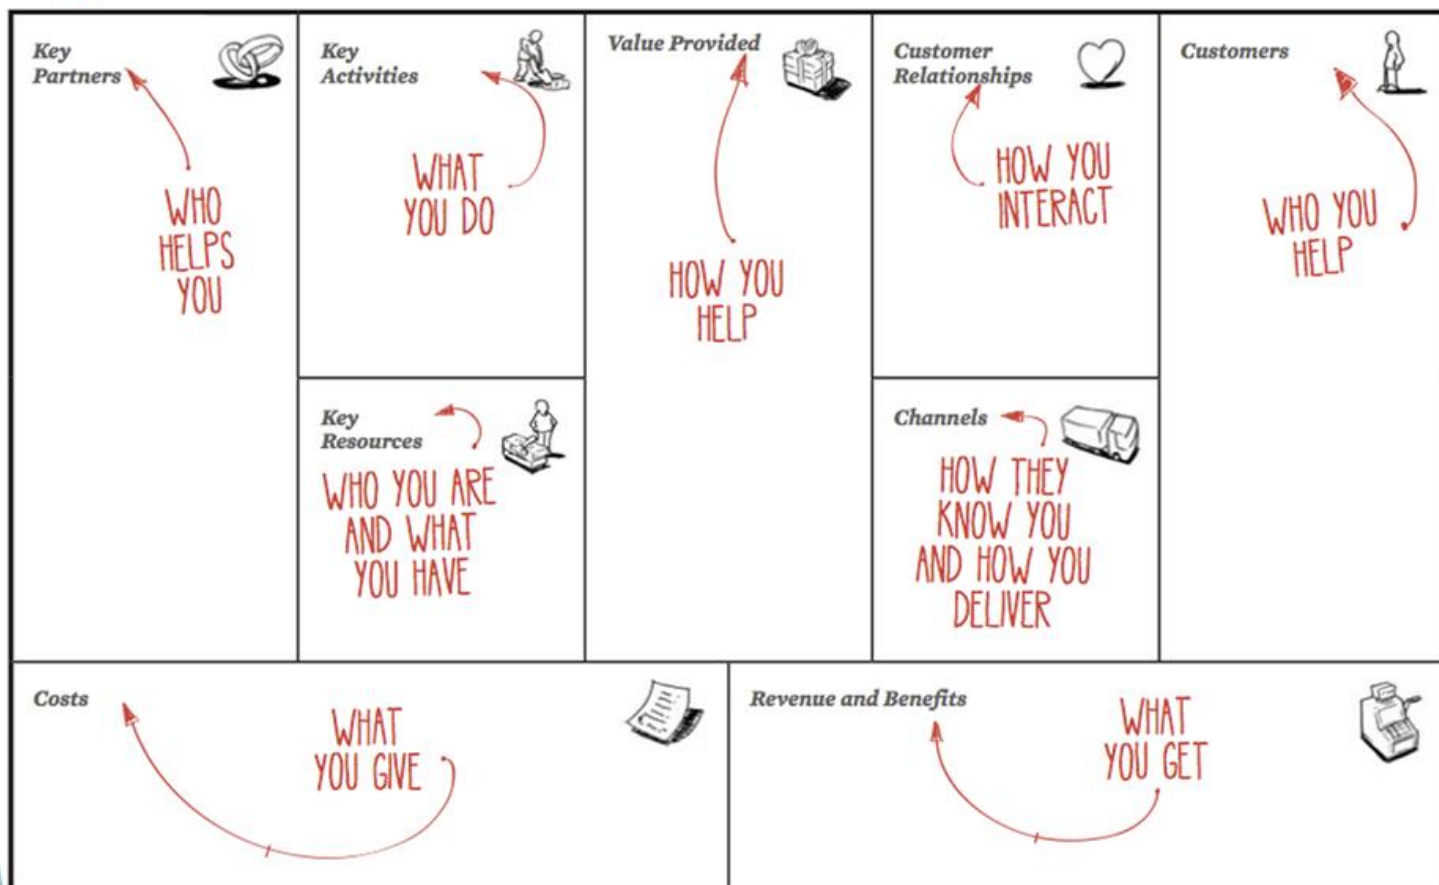 Key
Partners
WHO
HELPS
YOU
Key
Activities
WHAT
YOU DO
Key
Resources
WHO YOU ARE
AND WHAT
YOU HAVE
Value Provided
HOW YOU
HELP
Customer
Relationships
HOW YOU
INTERACT
Channels
HOW THEY
KNOW YOU
AND HOW YOU
DELIVER
Customers
WHO YOU
HELP
Costs
WHAT
YOU GIVE
Revenue and Benefits
WHAT
YOU GET